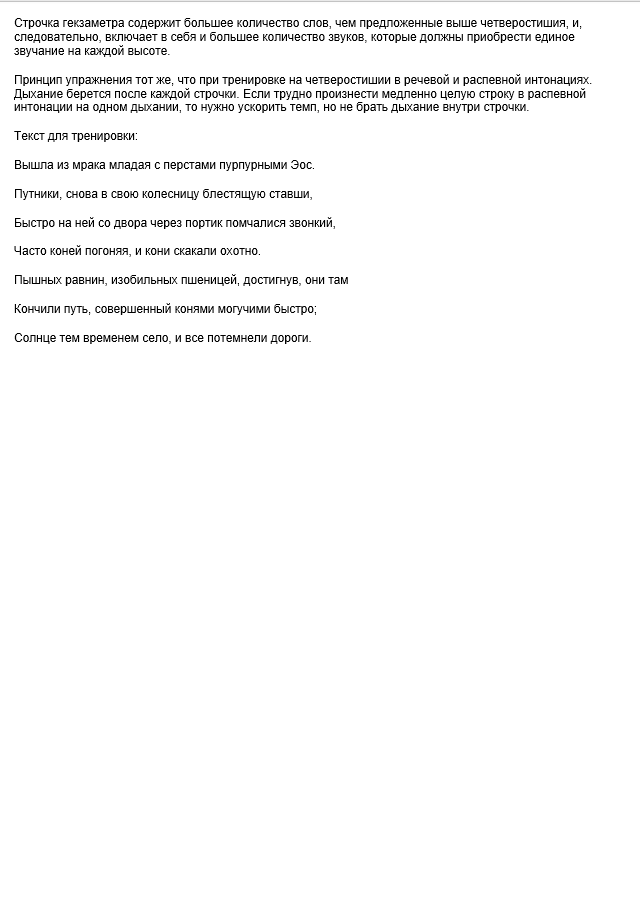 Строчка гекзаметра содержит большее количество слов, чем предложенные выше четверостишия, и,
следовательно, включает в себя и большее количество звуков, которые должны приобрести единое
звучание на каждой высоте.
Принцип упражнения тот же, что при тренировке на четверостишии в речевой и распевной интонациях.
Дыхание берется после каждой строчки. Если трудно произнести медленно целую строку в распевной
интонации на одном дыхании, то нужно ускорить темп, но не брать дыхание внутри строчки.
Текст для тренировки:
Вышла из мрака младая с перстами пурпурными Эос.
Путники, снова в свою колесницу блестящую ставши,
Быстро на ней со двора через портик помчалися звонкий,
Часто коней погоняя, и кони скакали охотно.
Пышных равнин, изобильных пшеницей, достигнув, они там
Кончили путь, совершенный конями могучими быстро;
Солнце тем временем село, и все потемнели дороги.